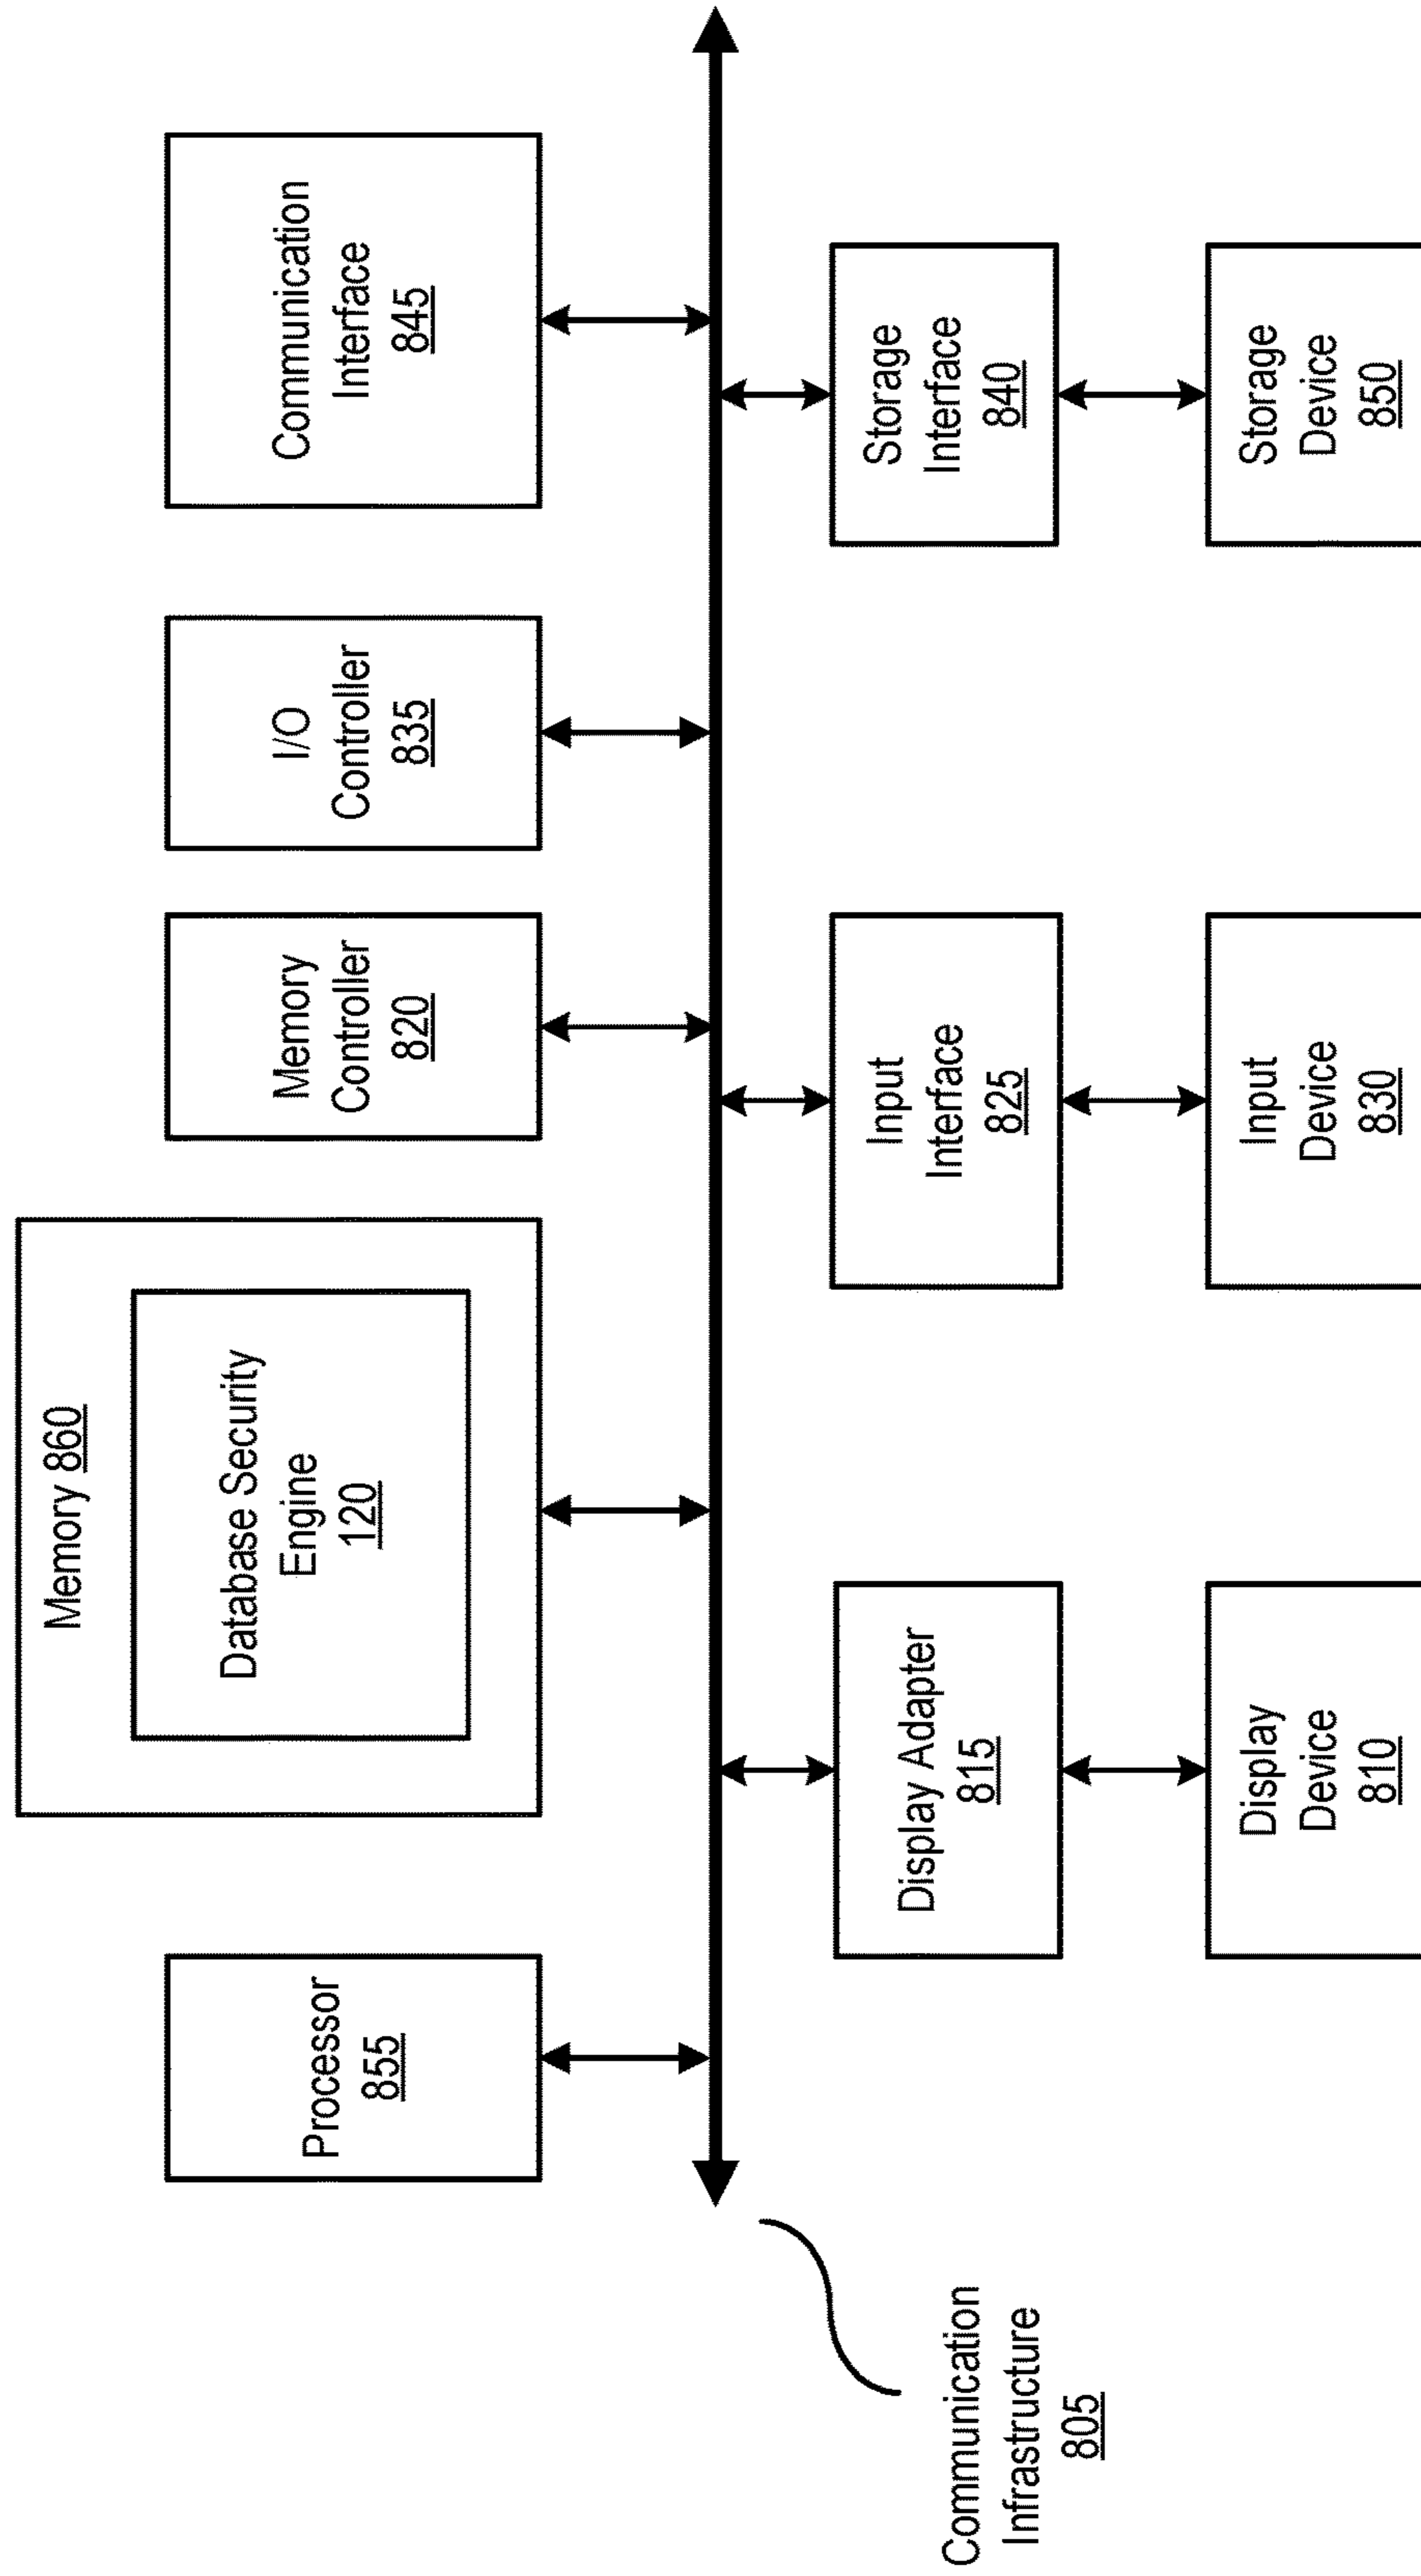 Processor
855
Memory 860
Database Security
Engine
120
Memory
Controller
820
I/O
Controller
835
Communication
Interface
845
Communication
Infrastructure
805
Display Adapter
815
Input
Interface
825
Storage
Interface
840
Display
Device
810
Input
Device
830
Storage
Device
850